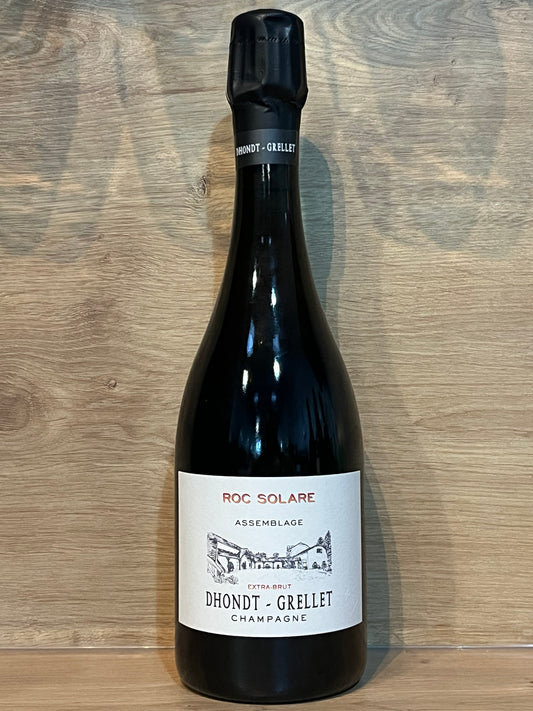 DHONDT - GRELLET
ROC SOLARE
ASSEMBLAGE
EXTRA-BRUT
DHONDT - GRELLET
CHAMPAGNE